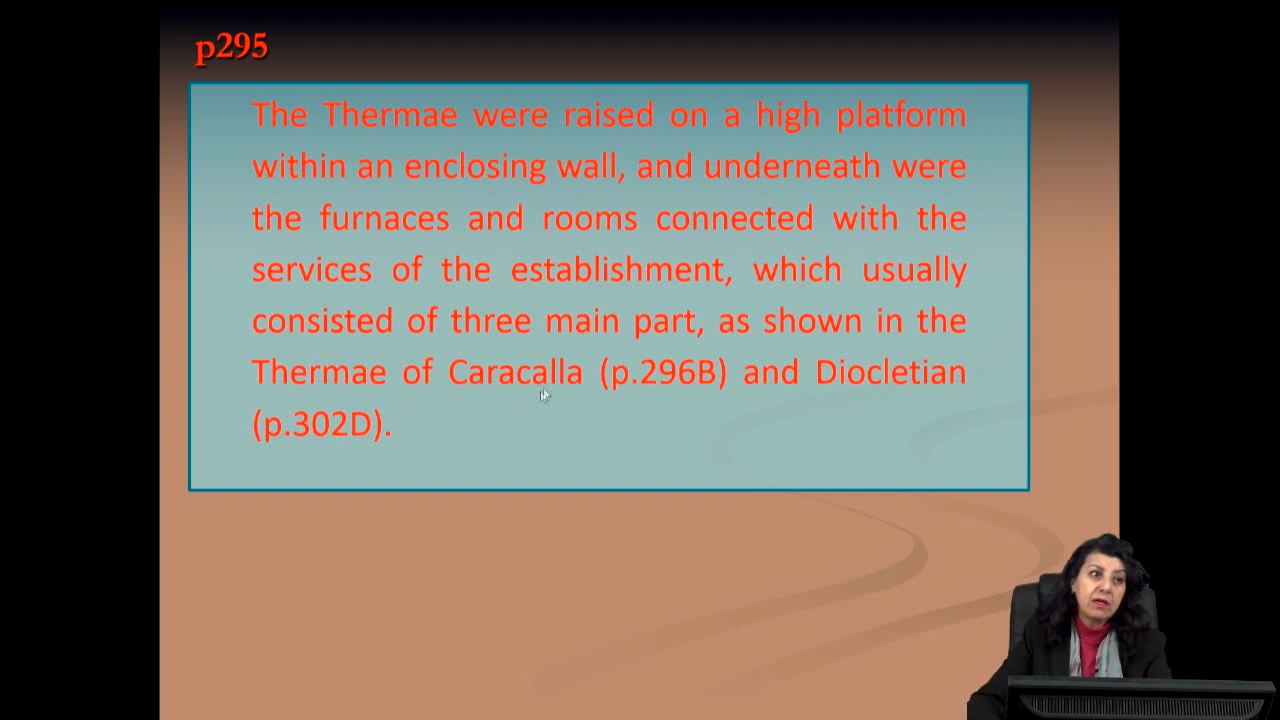 p295
The Thermae were raised on a high platform
within an enclosing wall, and underneath were
the furnaces and rooms connected with the
services of the establishment, which usually
consisted of three main part, as shown in the
Thermae of Caracalla (p.296B) and Diocletian
(p.302D).